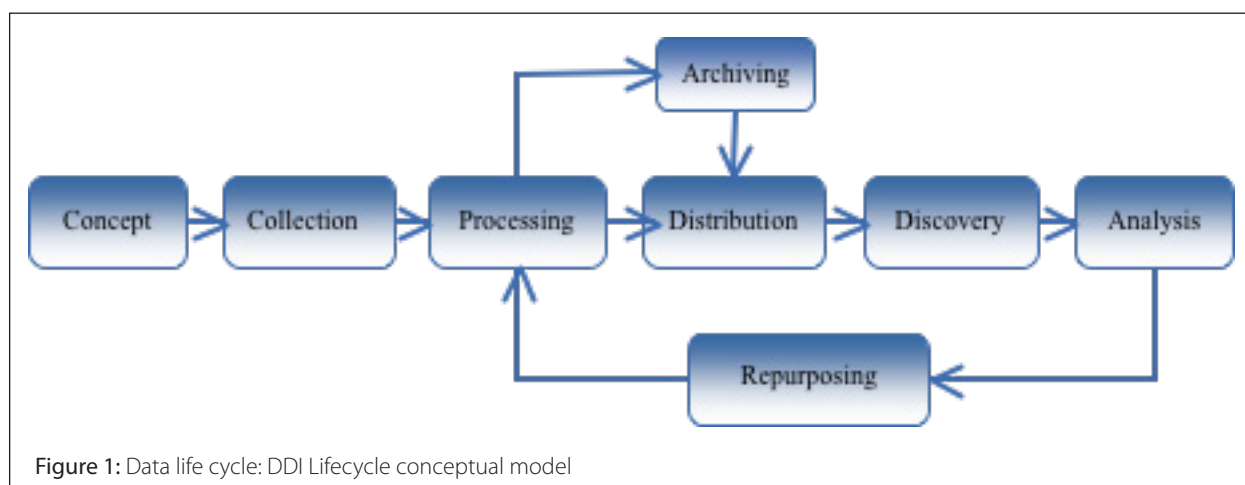 Archiving
Concept
Collection
Processing
Distribution
Discovery
Analysis
Repurposing
Figure 1: Data life cycle: DDI Lifecycle conceptual model